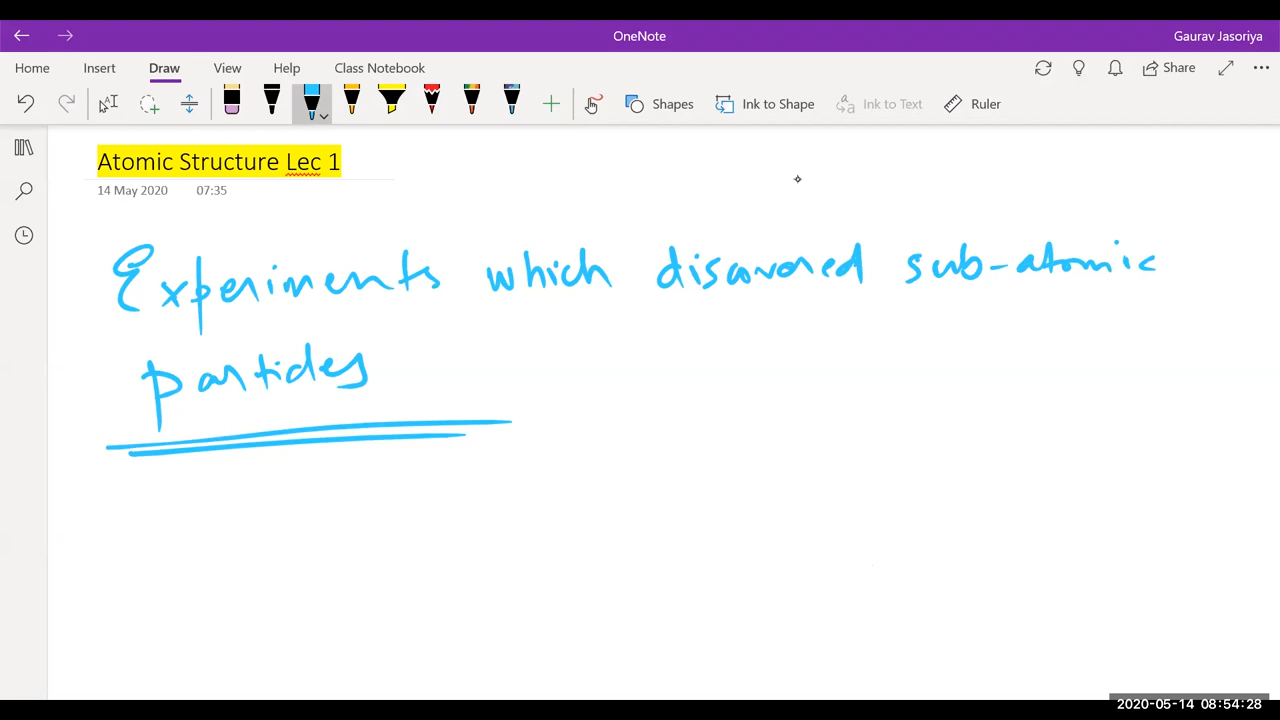 OneNote
Gaurav Jasoriya
Home Insert Draw View Help Class Notebook Share
Shapes Ink to Shape Ink to Text Ruler
Atomic Structure Lec 1
14 May 2020 07:35
Experiments which discovered sub-atomic
particles
2020-05-14 08:54:28